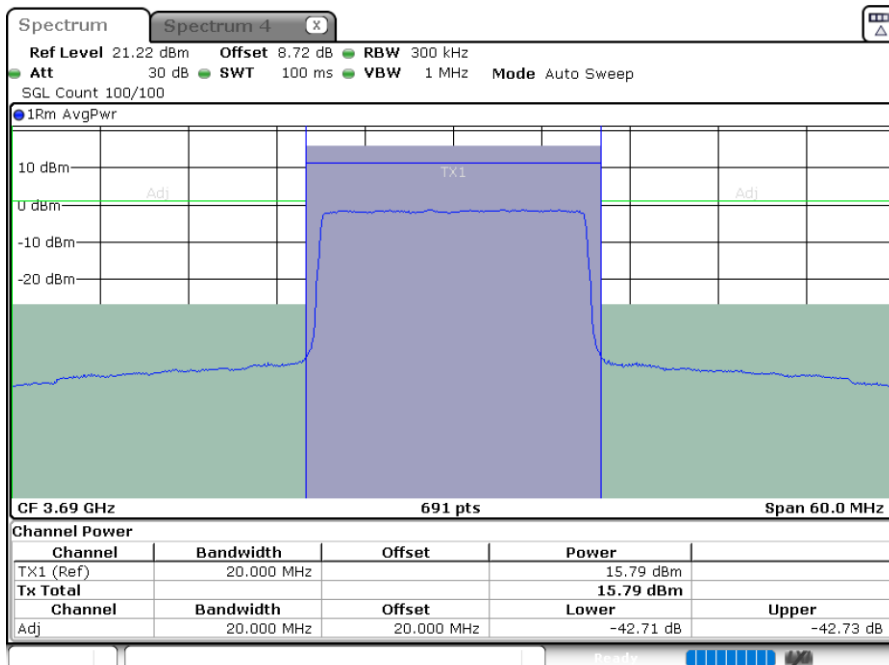 Spectrum Spectrum 4 X
Ref Level 21.22 dBm Offset 8.72 dB RBW 300 kHz
Att 30 dB SWT 100 ms VBW 1 MHz Mode Auto Sweep
SGL Count 100/100
1Rm AvgPwr
10 dBm
TX1
Adj Adj
0 dBm
-10 dBm
-20 dBm
CF 3.69 GHz 691 pts Span 60.0 MHz
Channel Power
Channel Bandwidth Offset Power
TX1 (Ref) 20.000 MHz 15.79 dBm
Tx Total 15.79 dBm
Channel Bandwidth Offset Lower Upper
Adj 20.000 MHz 20.000 MHz -42.71 dB -42.73 dB
Ready